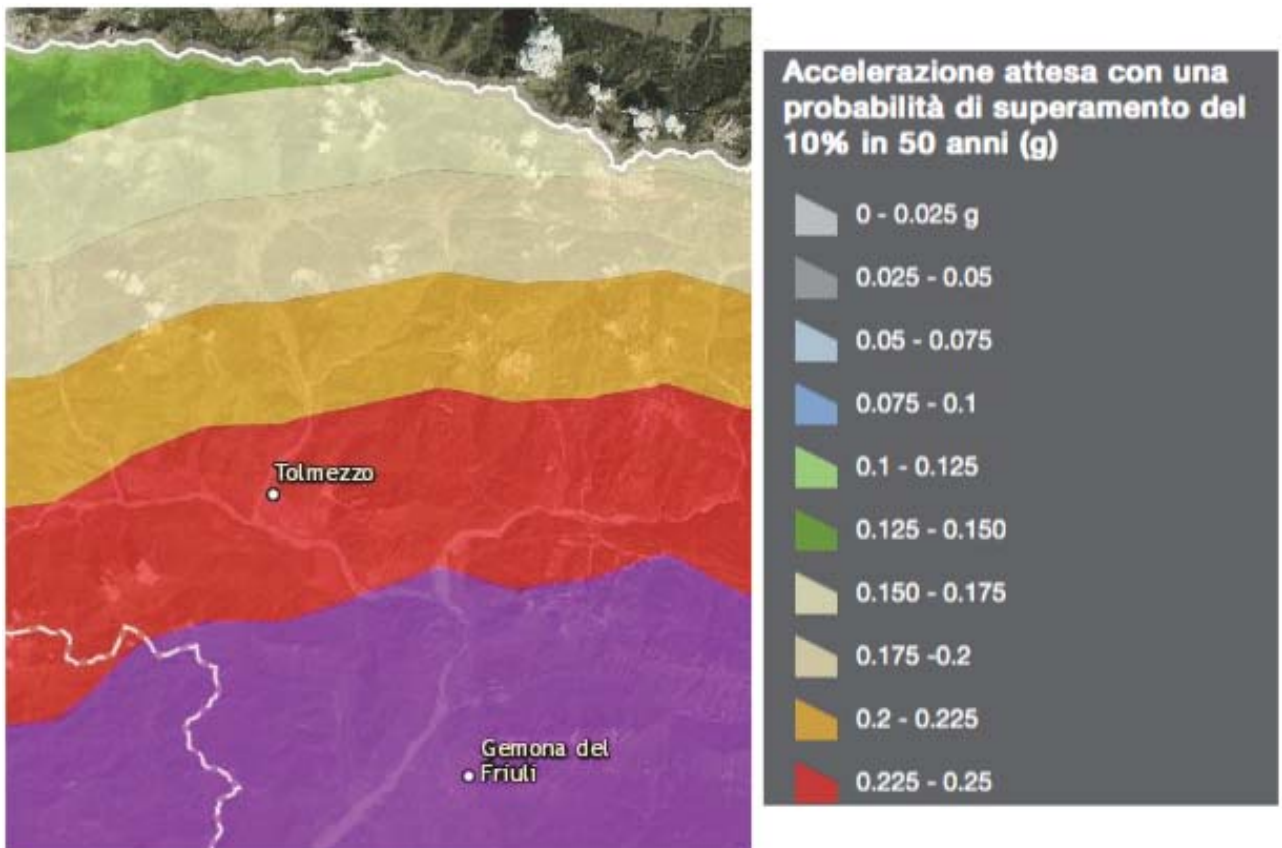 Tolmezzo
Gemona del
Friuli
Accelerazione attesa con una
probabilità di superamento del
10% in 50 anni (g)
0 - 0.025 g
0.025 - 0.05
0.05 - 0.075
0.075 - 0.1
0.1 - 0.125
0.125 - 0.150
0.150 - 0.175
0.175 -0.2
0.2 - 0.225
0.225 - 0.25